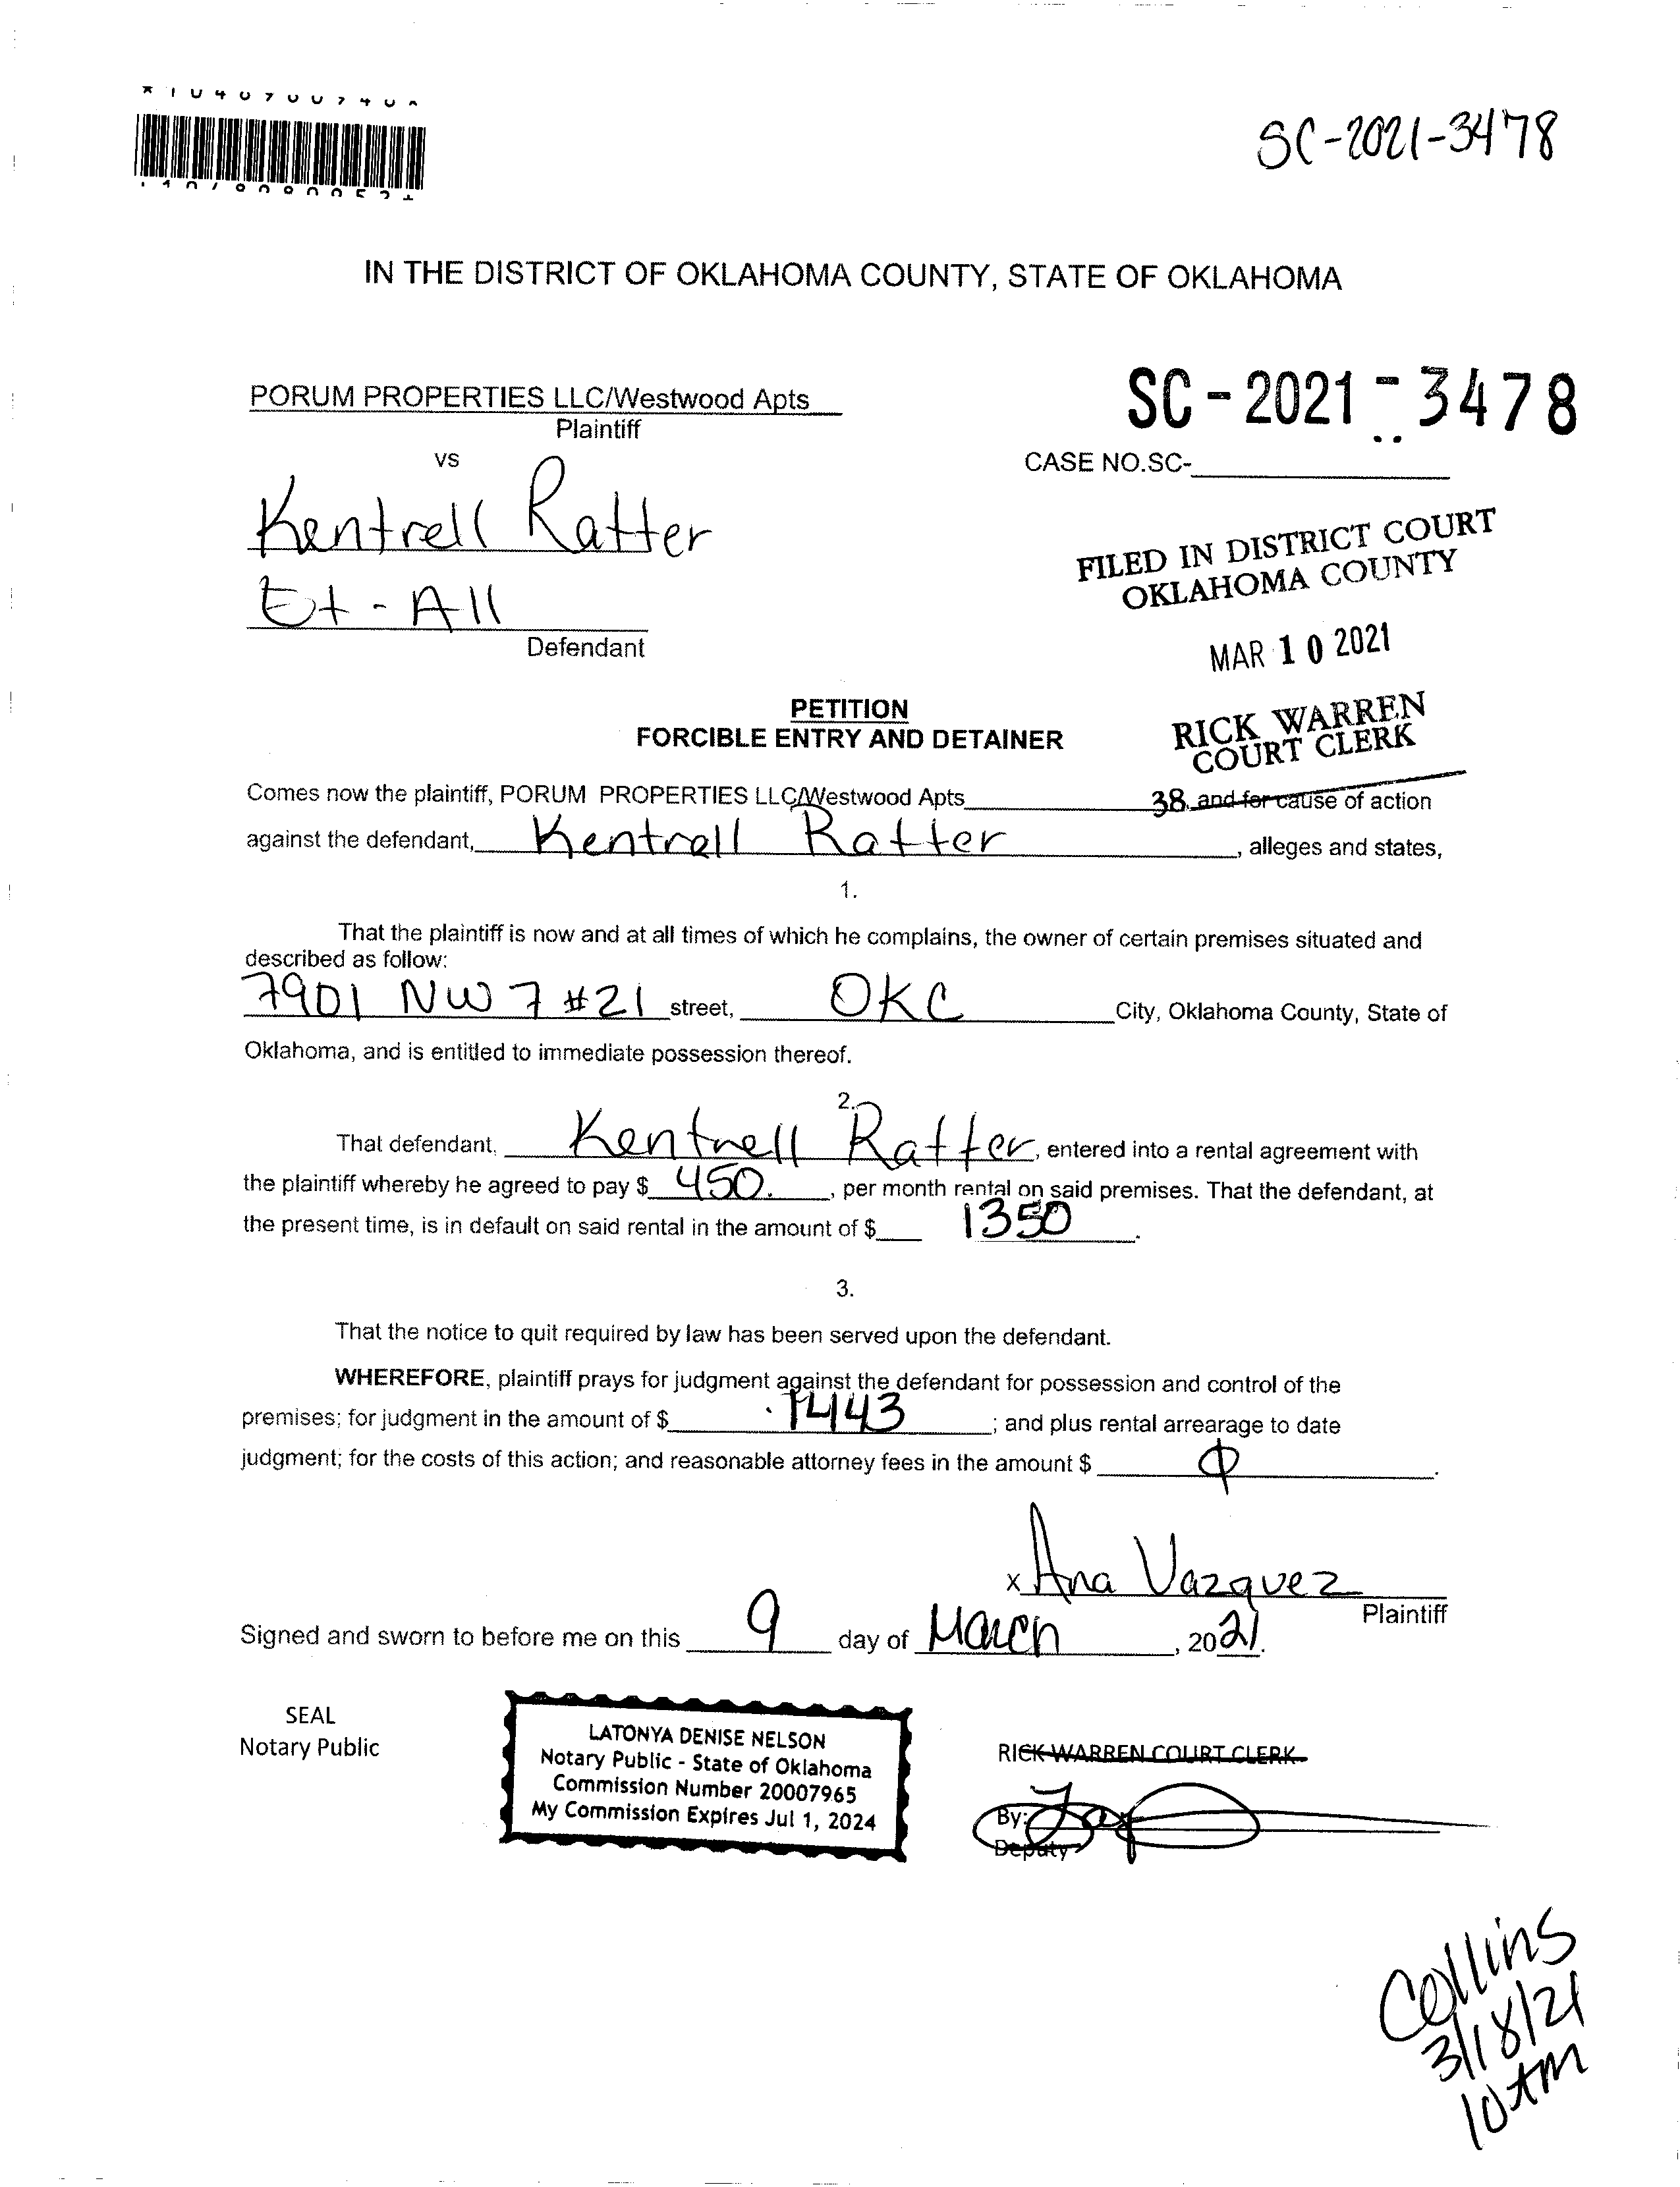 SC-2021-3478
IN THE DISTRICT OF OKLAHOMA COUNTY, STATE OF OKLAHOMA
PORUM PROPERTIES LLC/Westwood Apts
Plaintiff
SC-2021-3478
vs
CASE NO.SC-
Kentrell Ratter
Et-All
Defendant
FILED IN DISTRICT COURT
OKLAHOMA COUNTY
MAR 10 2021
RICK WARREN
COURT CLERK
38
PETITION
FORCIBLE ENTRY AND DETAINER
Comes now the plaintiff, PORUM PROPERTIES LLC/Westwood Apts and for cause of action
against the defendant, Kentrell Ratter, alleges and states,
1.
That the plaintiff is now and at all times of which he complains, the owner of certain premises situated and
described as follow:
7901 NW 7 #21 street, OKC City, Oklahoma County, State of
Oklahoma, and is entitled to immediate possession thereof.
2.
That defendant, Kentrell Ratter, entered into a rental agreement with
the plaintiff whereby he agreed to pay $ 450. , per month rental on said premises. That the defendant, at
the present time, is in default on said rental in the amount of $ 1350.
3.
That the notice to quit required by law has been served upon the defendant.
WHEREFORE, plaintiff prays for judgment against the defendant for possession and control of the
premises; for judgment in the amount of $ 1443 ; and plus rental arrearage to date
judgment; for the costs of this action; and reasonable attorney fees in the amount $ Φ.
x Ana Vazquez
Plaintiff
Signed and sworn to before me on this 9 day of March, 2021.
SEAL
Notary Public
LATONYA DENISE NELSON
Notary Public - State of Oklahoma
Commission Number 20007965
My Commission Expires Jul 1, 2024
RICK WARREN COURT CLERK
By:
Deputy
Collins
3/18/21
10 AM